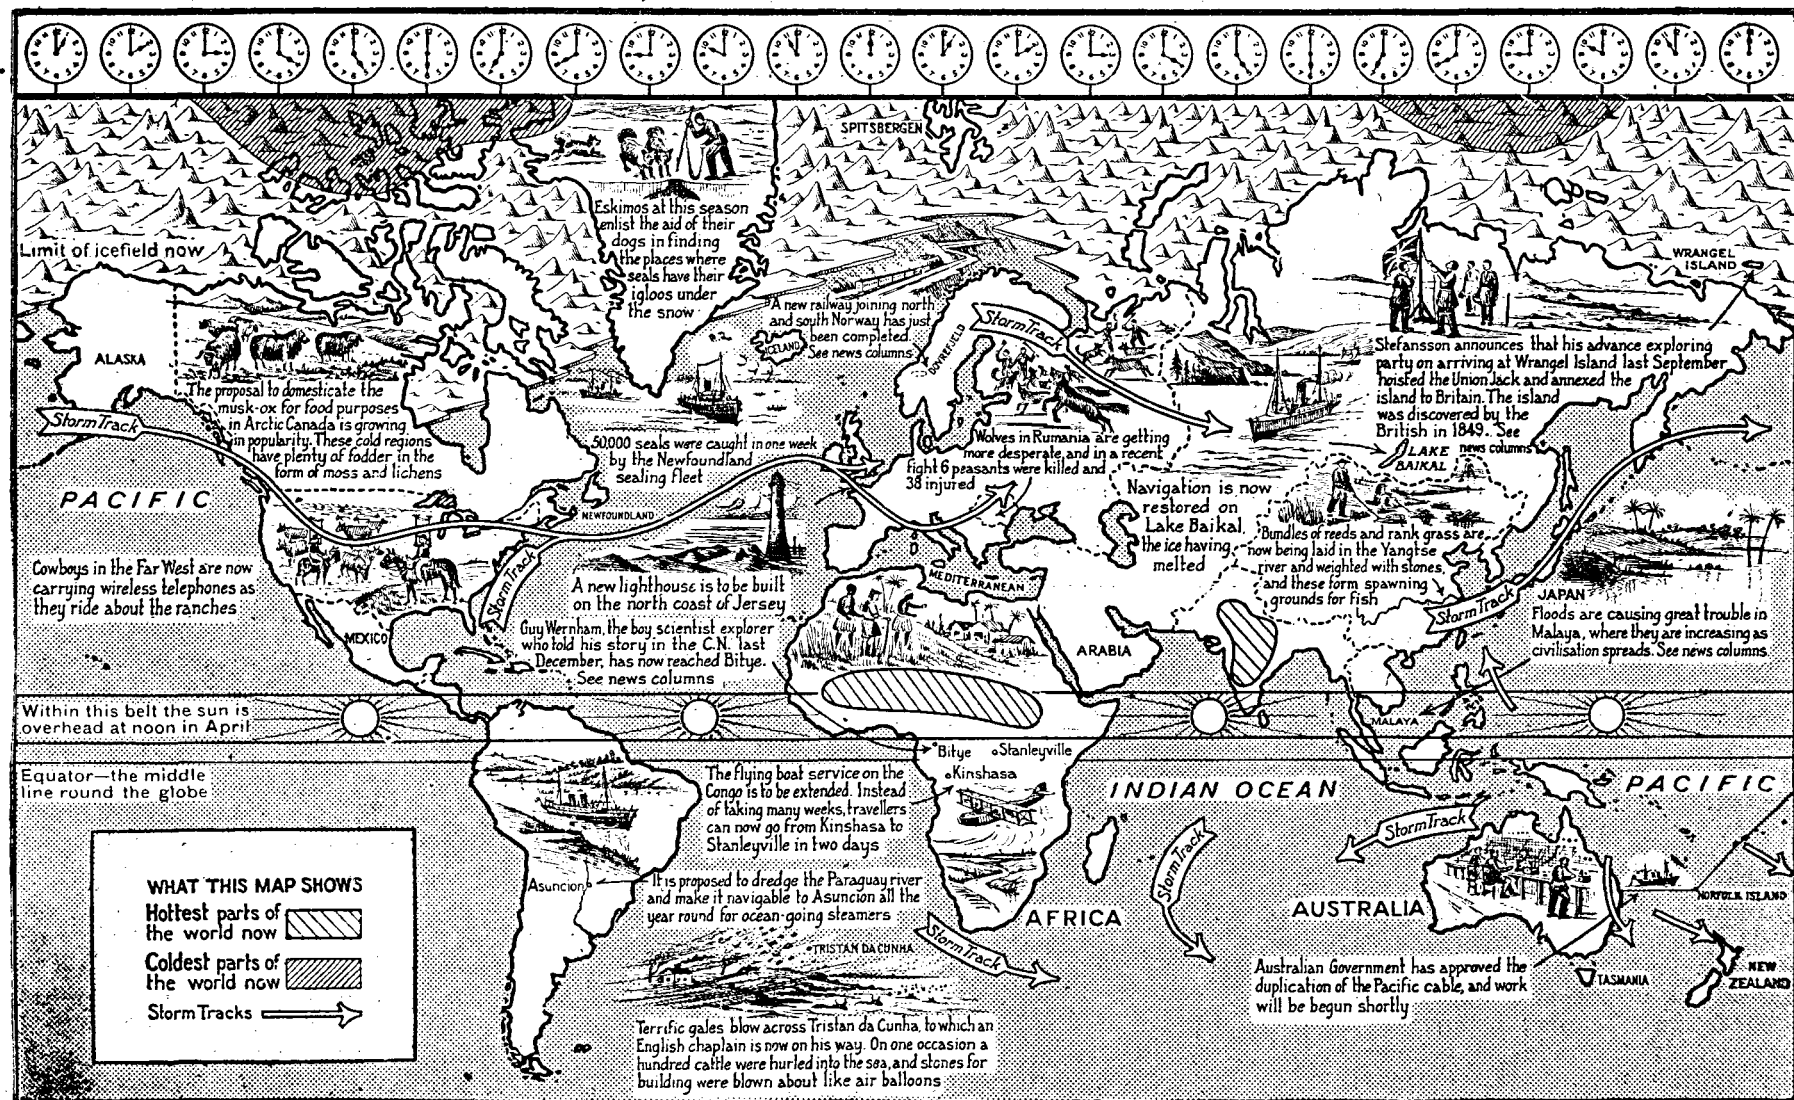 SPITSBERGEN
Eskimos at this season
enlist the aid of their
dogs in finding
the places where
seals have their
igloos under
the snow
Limit of icefield now
WRANGEL
ISLAND
A new railway joining north
and south Norway has just
been completed.
See news columns
ICELAND
DOVREFJELD
Storm Track
ALASKA
Stefansson announces that his advance exploring
party on arriving at Wrangel Island last September
hoisted the Union Jack and annexed the
island to Britain. The island
was discovered by the
British in 1849. See
news columns
The proposal to domesticate the
musk-ox for food purposes
in Arctic Canada is growing
in popularity. These cold regions
have plenty of fodder in the
form of moss and lichens
Storm Track
50,000 seals were caught in one week
by the Newfoundland
sealing fleet
Wolves in Rumania are getting
more desperate, and in a recent
fight 6 peasants were killed and
38 injured
LAKE
BAIKAL
PACIFIC
NEWFOUNDLAND
Navigation is now
restored on
Lake Baikal,
the ice having
melted
Bundles of reeds and rank grass are
now being laid in the Yangtse
river and weighted with stones,
and these form spawning
grounds for fish
Cowboys in the Far West are now
carrying wireless telephones as
they ride about the ranches
Storm Track
A new lighthouse is to be built
on the north coast of Jersey
MEDITERRANEAN
JAPAN
Storm Track
Floods are causing great trouble in
Malaya, where they are increasing as
civilisation spreads. See news columns
MEXICO
Guy Wernham, the boy scientist explorer
who told his story in the C.N. last
December, has now reached Bitye.
See news columns
ARABIA
Within this belt the sun is
overhead at noon in April
MALAYA
Bitye
Stanleyville
Kinshasa
Equator—the middle
line round the globe
The flying boat service on the
Congo is to be extended. Instead
of taking many weeks, travellers
can now go from Kinshasa to
Stanleyville in two days
INDIAN OCEAN
PACIFIC
Storm Track
Storm Track
WHAT THIS MAP SHOWS
Hottest parts of
the world now
Coldest parts of
the world now
Storm Tracks
Asuncion
It is proposed to dredge the Paraguay river
and make it navigable to Asuncion all the
year round for ocean-going steamers
AFRICA
AUSTRALIA
NORFOLK ISLAND
TRISTAN DA CUNHA
Storm Track
Australian Government has approved the
duplication of the Pacific cable, and work
will be begun shortly
TASMANIA
NEW
ZEALAND
Terrific gales blow across Tristan da Cunha, to which an
English chaplain is now on his way. On one occasion a
hundred cattle were hurled into the sea, and stones for
building were blown about like air balloons